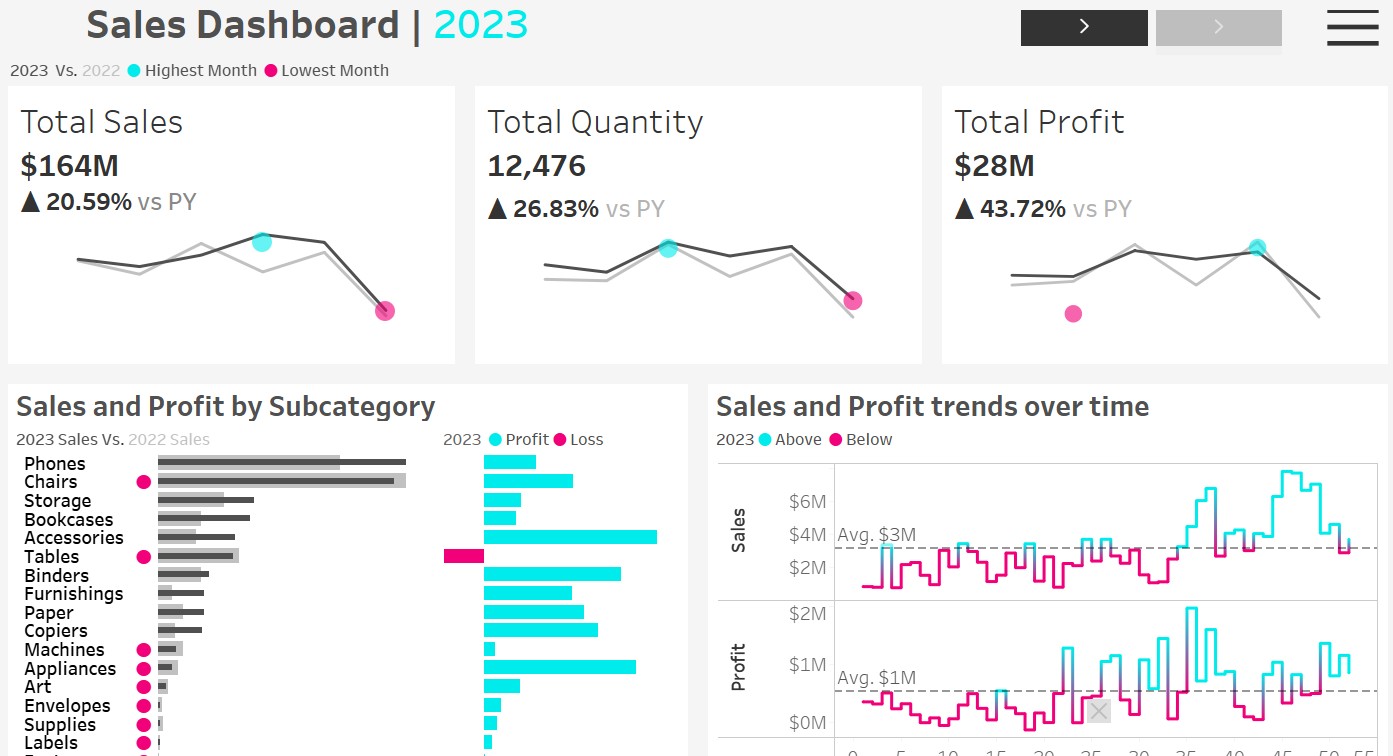 Sales Dashboard | 2023
2023 Vs. 2022 Highest Month Lowest Month
Total Sales
$164M
▲ 20.59% vs PY
Total Quantity
12,476
▲ 26.83% vs PY
Total Profit
$28M
▲ 43.72% vs PY
Sales and Profit by Subcategory
2023 Sales Vs. 2022 Sales
2023 Profit Loss
Phones
Chairs
Storage
Bookcases
Accessories
Tables
Binders
Furnishings
Paper
Copiers
Machines
Appliances
Art
Envelopes
Supplies
Labels
Sales and Profit trends over time
2023 Above Below
Sales
$6M
$4M
Avg. $3M
$2M
Profit
$2M
$1M
Avg. $1M
$0M
0 5 10 15 20 25 30 35 40 45 50 55